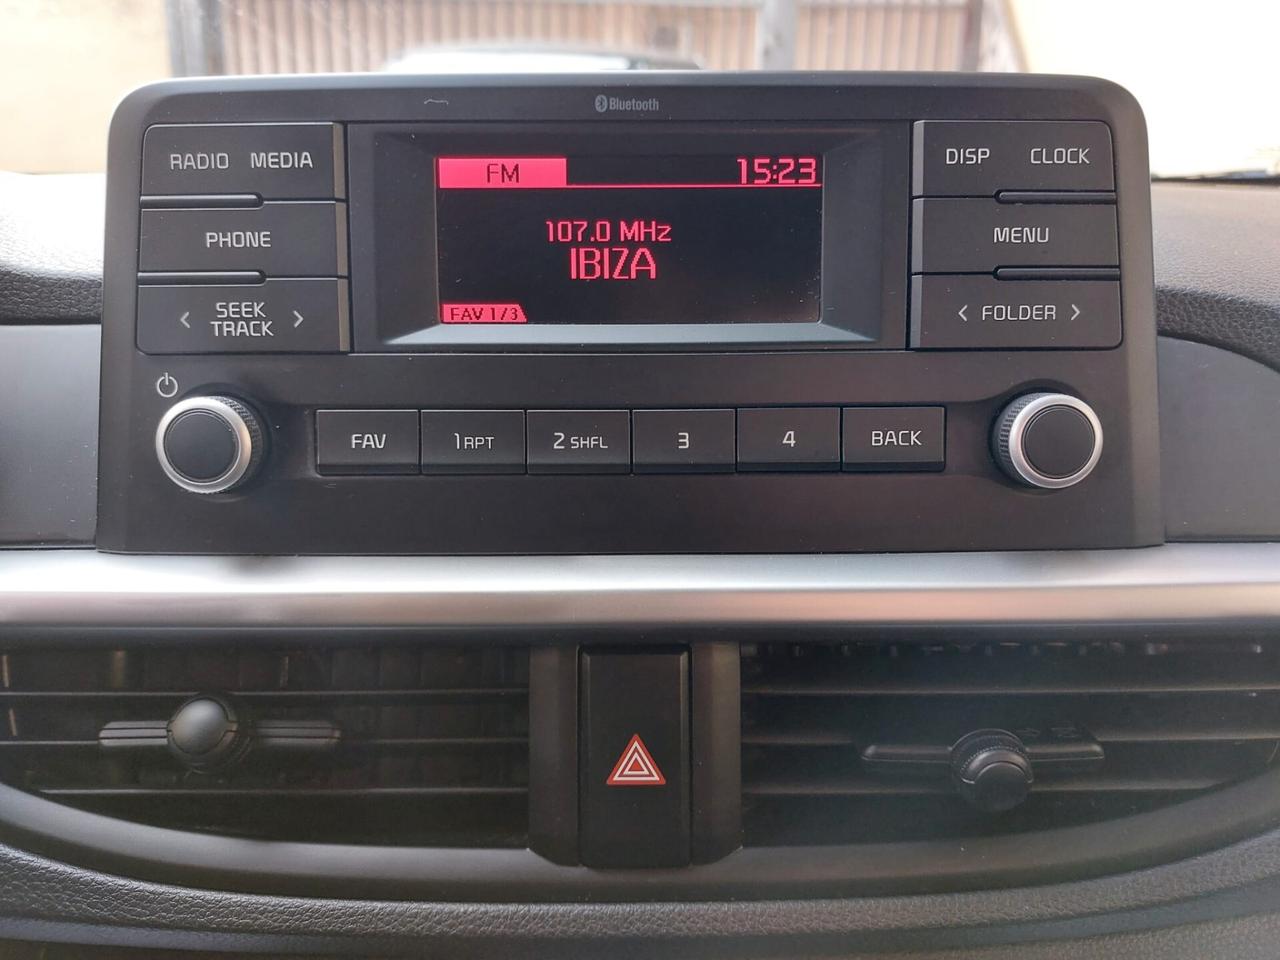 Bluetooth
RADIO MEDIA
FM 15:23
DISP CLOCK
PHONE
107.0 MHz
IBIZA
MENU
< SEEK TRACK >
FAV 1/3
< FOLDER >
FAV
1 RPT
2 SHFL
3
4
BACK